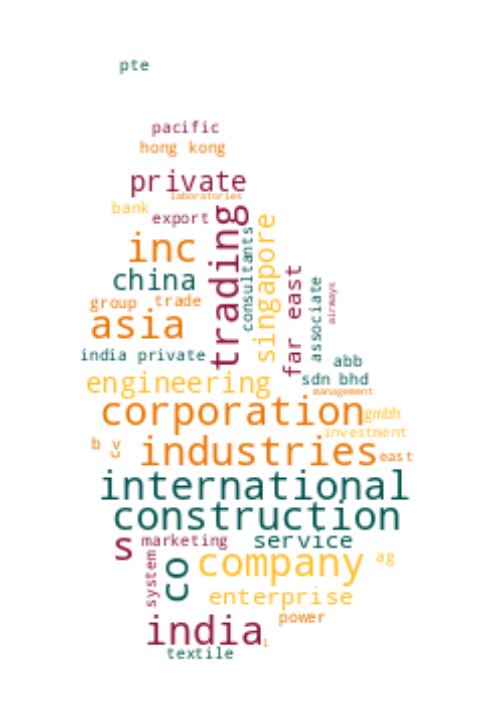 pte
pacific
hong kong
private
laboratories
bank
export
trading
consultants
singapore
inc
china
far east
associate
airways
group
trade
asia
india private
abb
engineering
sdn bhd
management
corporation
gmbh
investment
b v
industries
east
international
construction
s
marketing
service
system
co
company
ag
enterprise
power
india
textile